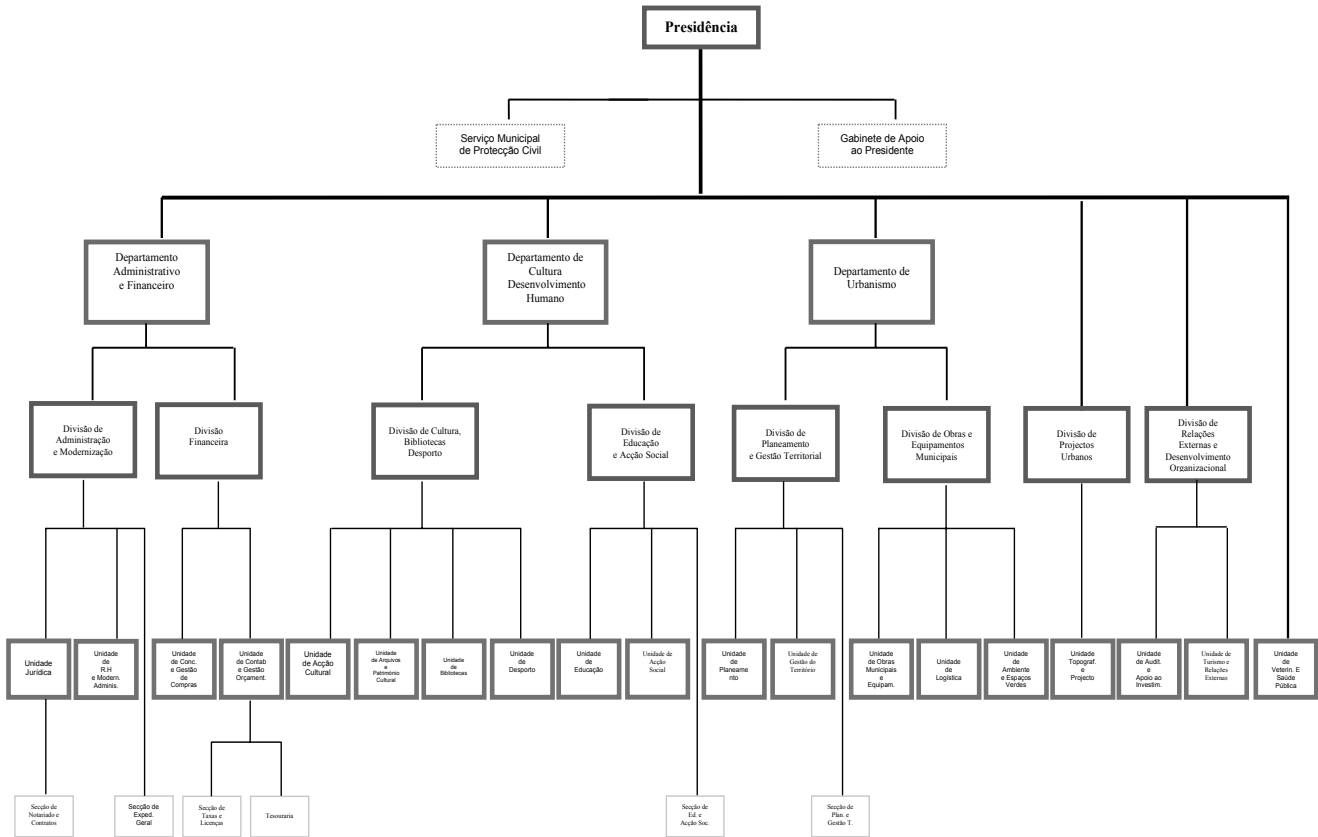 Presidência
Serviço Municipal
de Protecção Civil
Gabinete de Apoio
ao Presidente
Departamento
Administrativo
e Financeiro
Departamento de
Cultura
Desenvolvimento
Humano
Departamento de
Urbanismo
Divisão de
Administração
e Modernização
Divisão
Financeira
Divisão de Cultura,
Bibliotecas
Desporto
Divisão de
Educação
e Acção Social
Divisão de
Planeamento
e Gestão Territorial
Divisão de Obras e
Equipamentos
Municipais
Divisão de
Projectos
Urbanos
Divisão de
Relações
Externas e
Desenvolvimento
Organizacional
Unidade
Jurídica
Unidade
de
R.H
e Modern.
Adminis.
Unidade
de Conc.
e Gestão
de
Compras
Unidade
de Contab
e Gestão
Orçament.
Unidade
de Acção
Cultural
Unidade
de Arquivos
e
Património
Cultural
Unidade
de
Bibliotecas
Unidade
de
Desporto
Unidade
de
Educação
Unidade de
Acção
Social
Unidade
de
Planeame
nto
Unidade de
Gestão do
Território
Unidade
de Obras
Municipais
e
Equipam.
Unidade
de
Logística
Unidade
de
Ambiente
e Espaços
Verdes
Unidade
Topograf.
e
Projecto
Unidade
de Audit.
e
Apoio ao
Investim.
Unidade de
Turismo e
Relações
Externas
Unidade
de
Veterin. E
Saúde
Pública
Secção de
Notariado e
Contratos
Secção de
Exped.
Geral
Secção de
Taxas e
Licenças
Tesouraria
Secção de
Ed. e
Acção Soc.
Secção de
Plan. e
Gestão T.